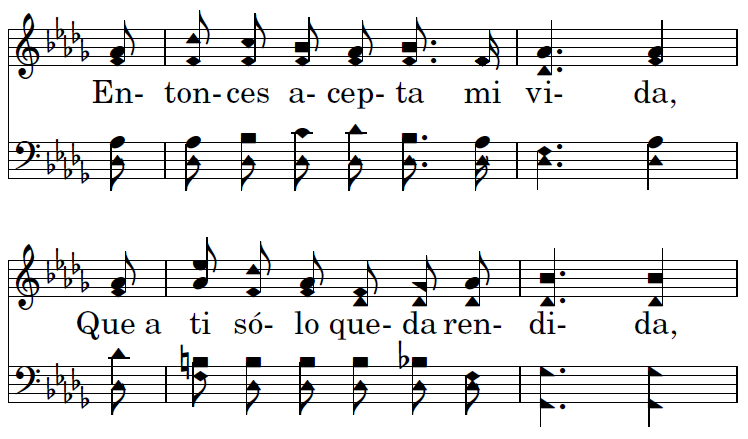 En- ton- ces a- cep- ta mi vi- da,
Que a ti só- lo que- da ren- di- da,